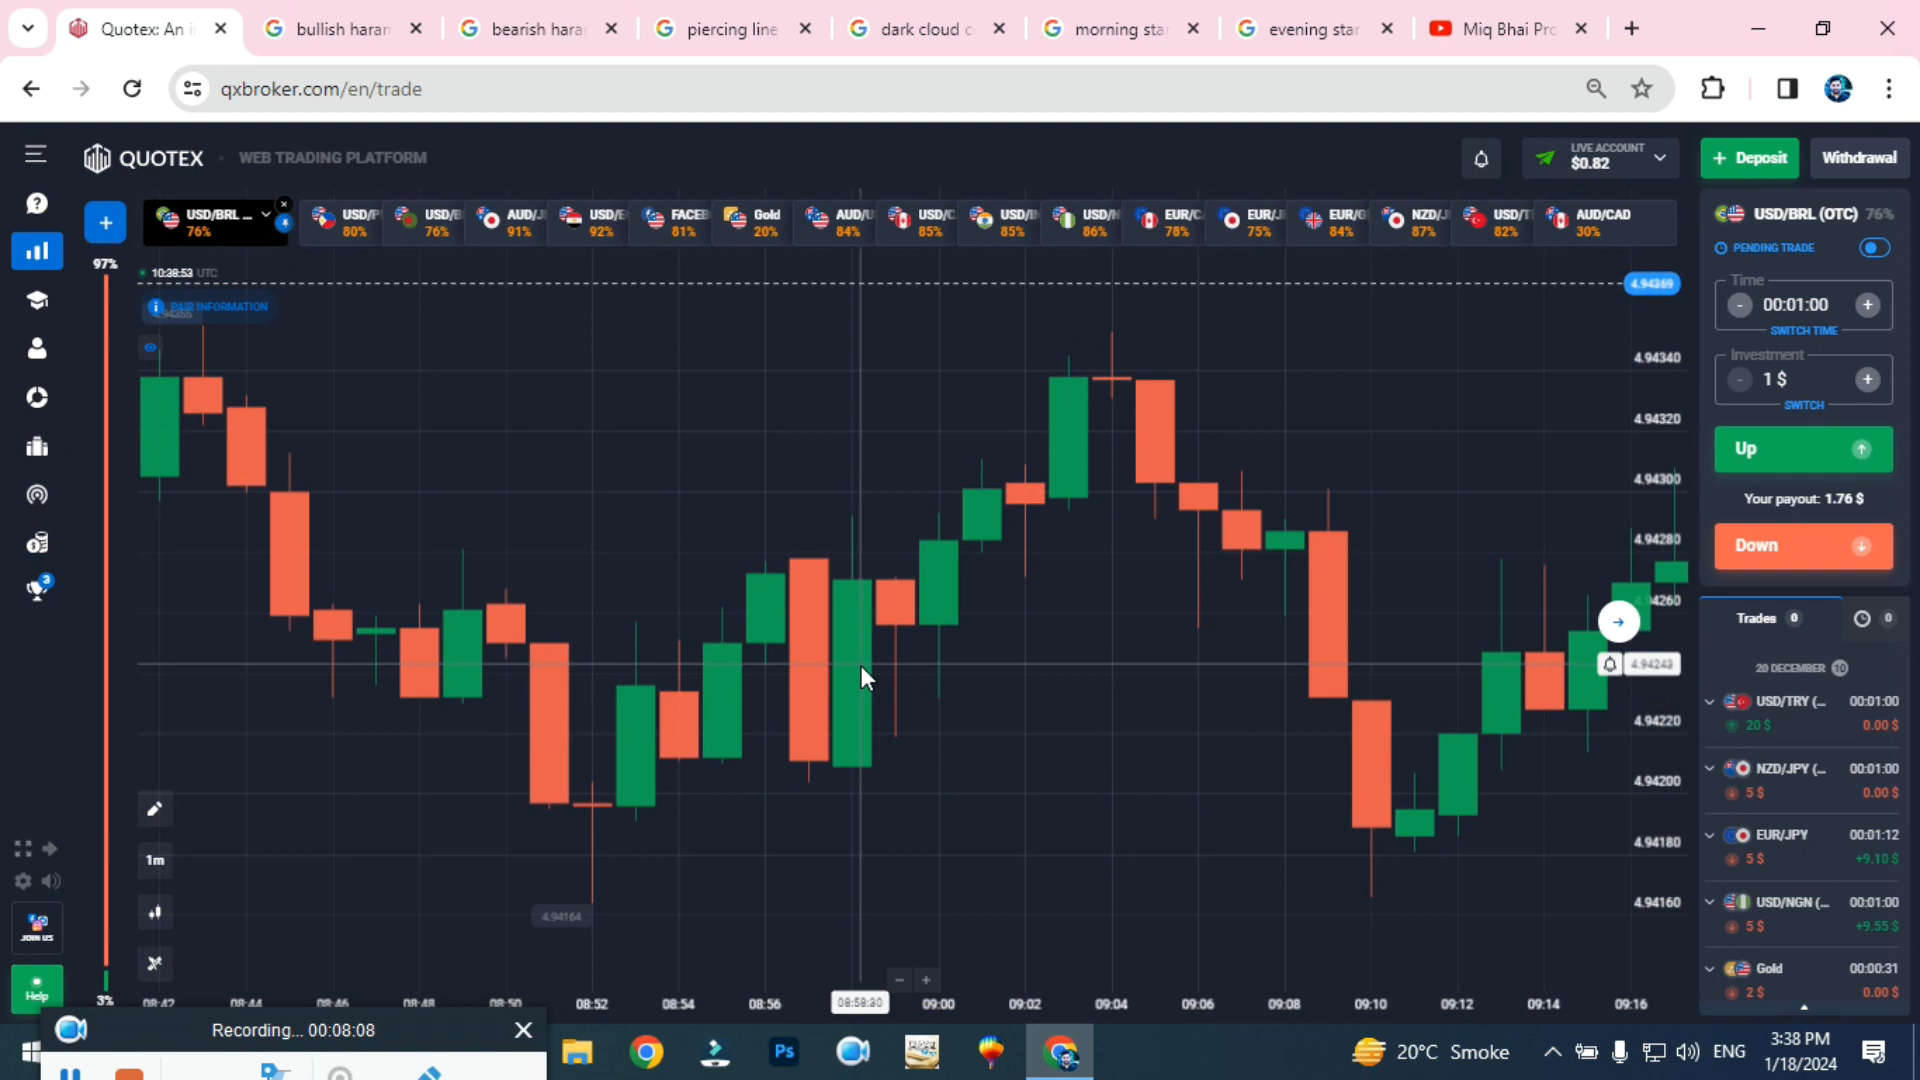 Quotex: An i
bullish haram
bearish hara
piercing line
dark cloud c
morning star
evening star
Miq Bhai Pro
qxbroker.com/en/trade
QUOTEX
WEB TRADING PLATFORM
LIVE ACCOUNT
$0.82
Deposit
Withdrawal
USD/BRL ...
76%
USD/P
80%
USD/B
76%
AUD/J
91%
USD/E
92%
FACEB
81%
Gold
20%
AUD/U
84%
USD/C
85%
USD/IN
85%
USD/N
86%
EUR/C
78%
EUR/J
75%
EUR/G
84%
NZD/J
87%
USD/T
82%
AUD/CAD
30%
97%
10:38:53 UTC
PAIR INFORMATION
4.94369
4.94340
4.94320
4.94300
4.94280
4.94260
4.94243
4.94220
4.94200
4.94180
4.94160
4.94164
1m
3%
08:42
08:44
08:46
08:48
08:50
08:52
08:54
08:56
08:58:30
09:00
09:02
09:04
09:06
09:08
09:10
09:12
09:14
09:16
USD/BRL (OTC) 76%
PENDING TRADE
Time
- 00:01:00 +
SWITCH TIME
Investment
- 1 $ +
SWITCH
Up
Your payout: 1.76 $
Down
Trades 0
0
20 DECEMBER 10
USD/TRY (... 00:01:00
20 $ 0.00 $
NZD/JPY (... 00:01:00
5 $ 0.00 $
EUR/JPY 00:01:12
5 $ +9.10 $
USD/NGN (... 00:01:00
5 $ +9.55 $
Gold 00:00:31
2 $ 0.00 $
3
JOIN US
Help
Recording... 00:08:08
Ps
20°C Smoke
ENG
3:38 PM
1/18/2024